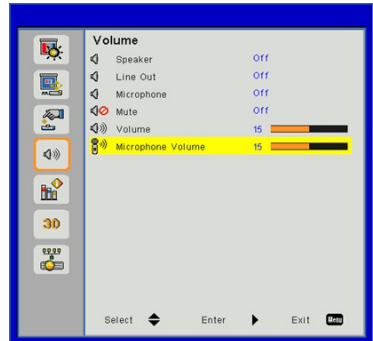 Volume
Speaker Off
Line Out Off
Microphone Off
Mute Off
Volume 15
Microphone Volume 15
3D
Select Enter Exit Menu